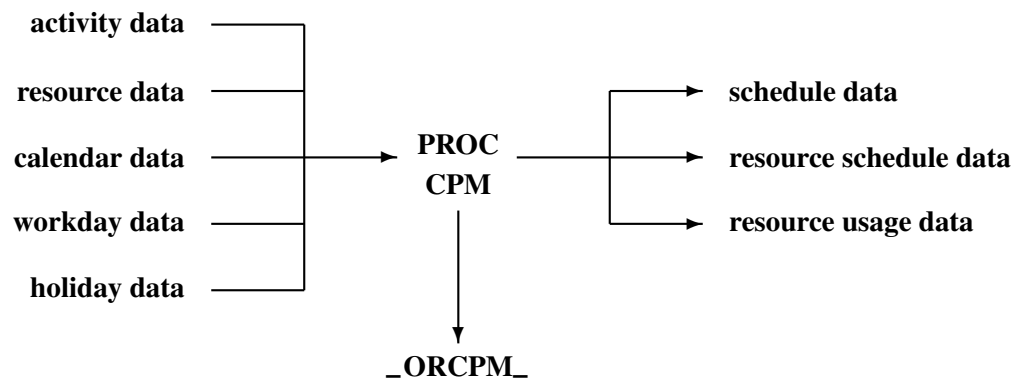 activity data
resource data
calendar data
workday data
holiday data
PROC
CPM
schedule data
resource schedule data
resource usage data
_ORCPM_